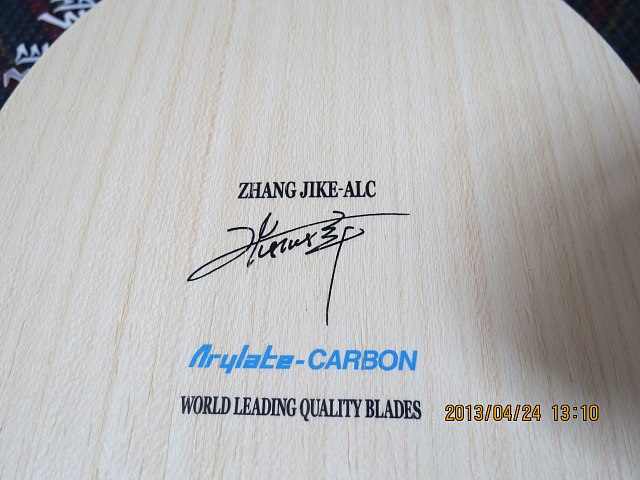 ZHANG JIKE-ALC
Arylate-CARBON
WORLD LEADING QUALITY BLADES
2013/04/24 13:10